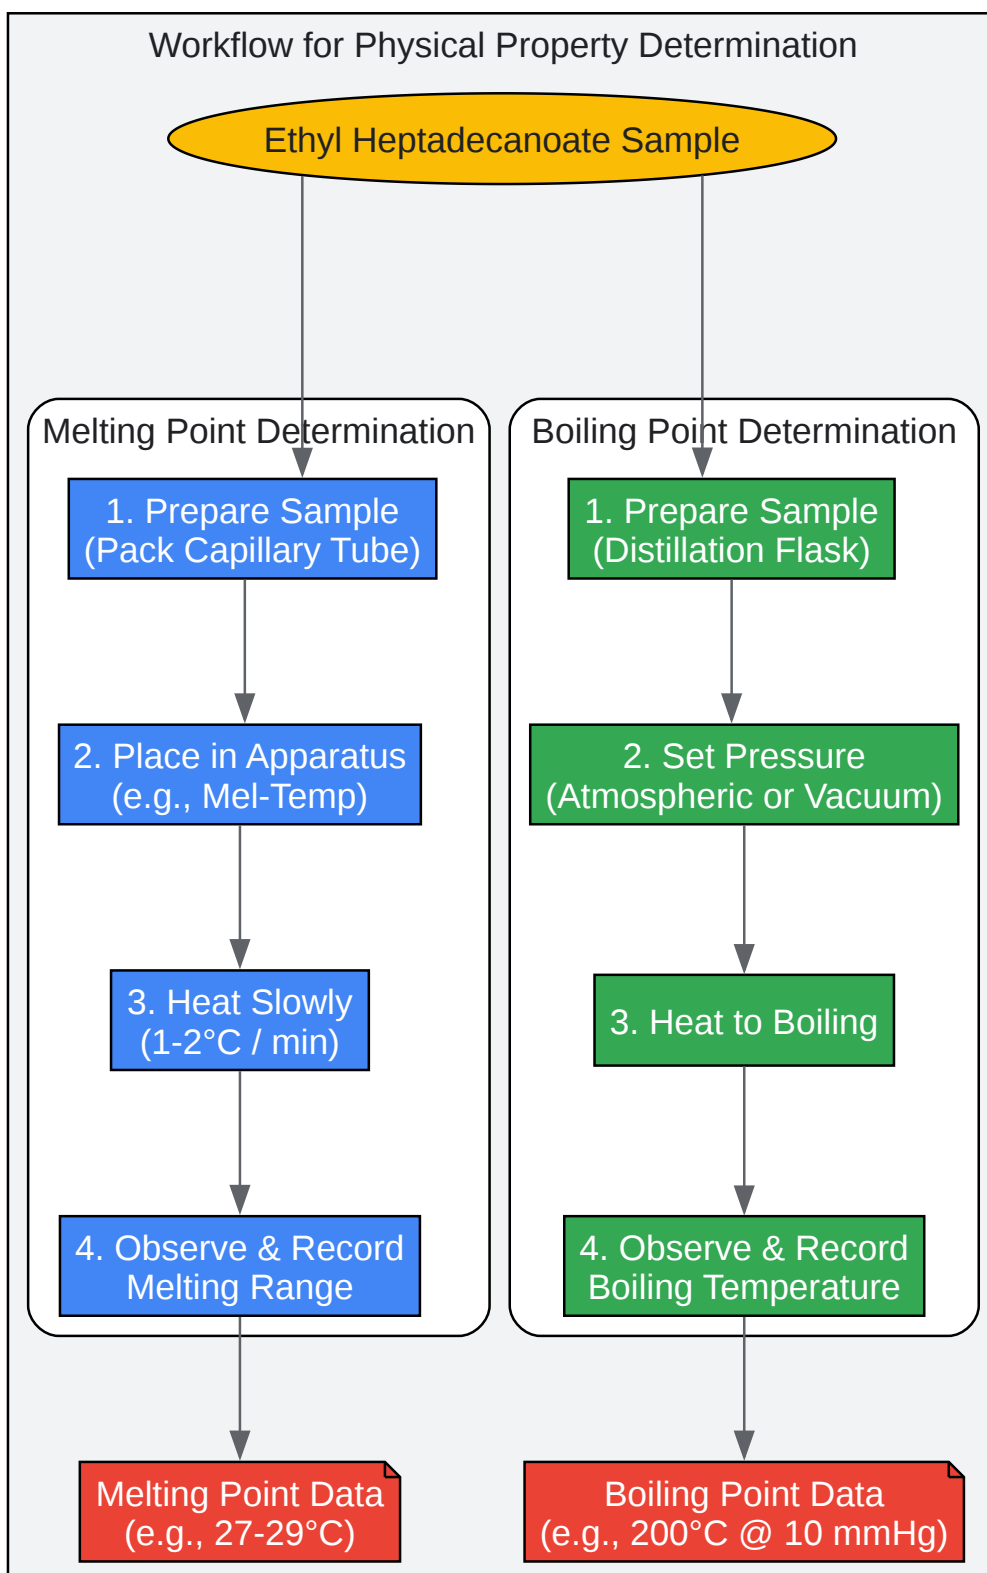 Workflow for Physical Property Determination
Ethyl Heptadecanoate Sample
Melting Point Determination
1. Prepare Sample
(Pack Capillary Tube)
2. Place in Apparatus
(e.g., Mel-Temp)
3. Heat Slowly
(1-2°C / min)
4. Observe & Record
Melting Range
Melting Point Data
(e.g., 27-29°C)
Boiling Point Determination
1. Prepare Sample
(Distillation Flask)
2. Set Pressure
(Atmospheric or Vacuum)
3. Heat to Boiling
4. Observe & Record
Boiling Temperature
Boiling Point Data
(e.g., 200°C @ 10 mmHg)